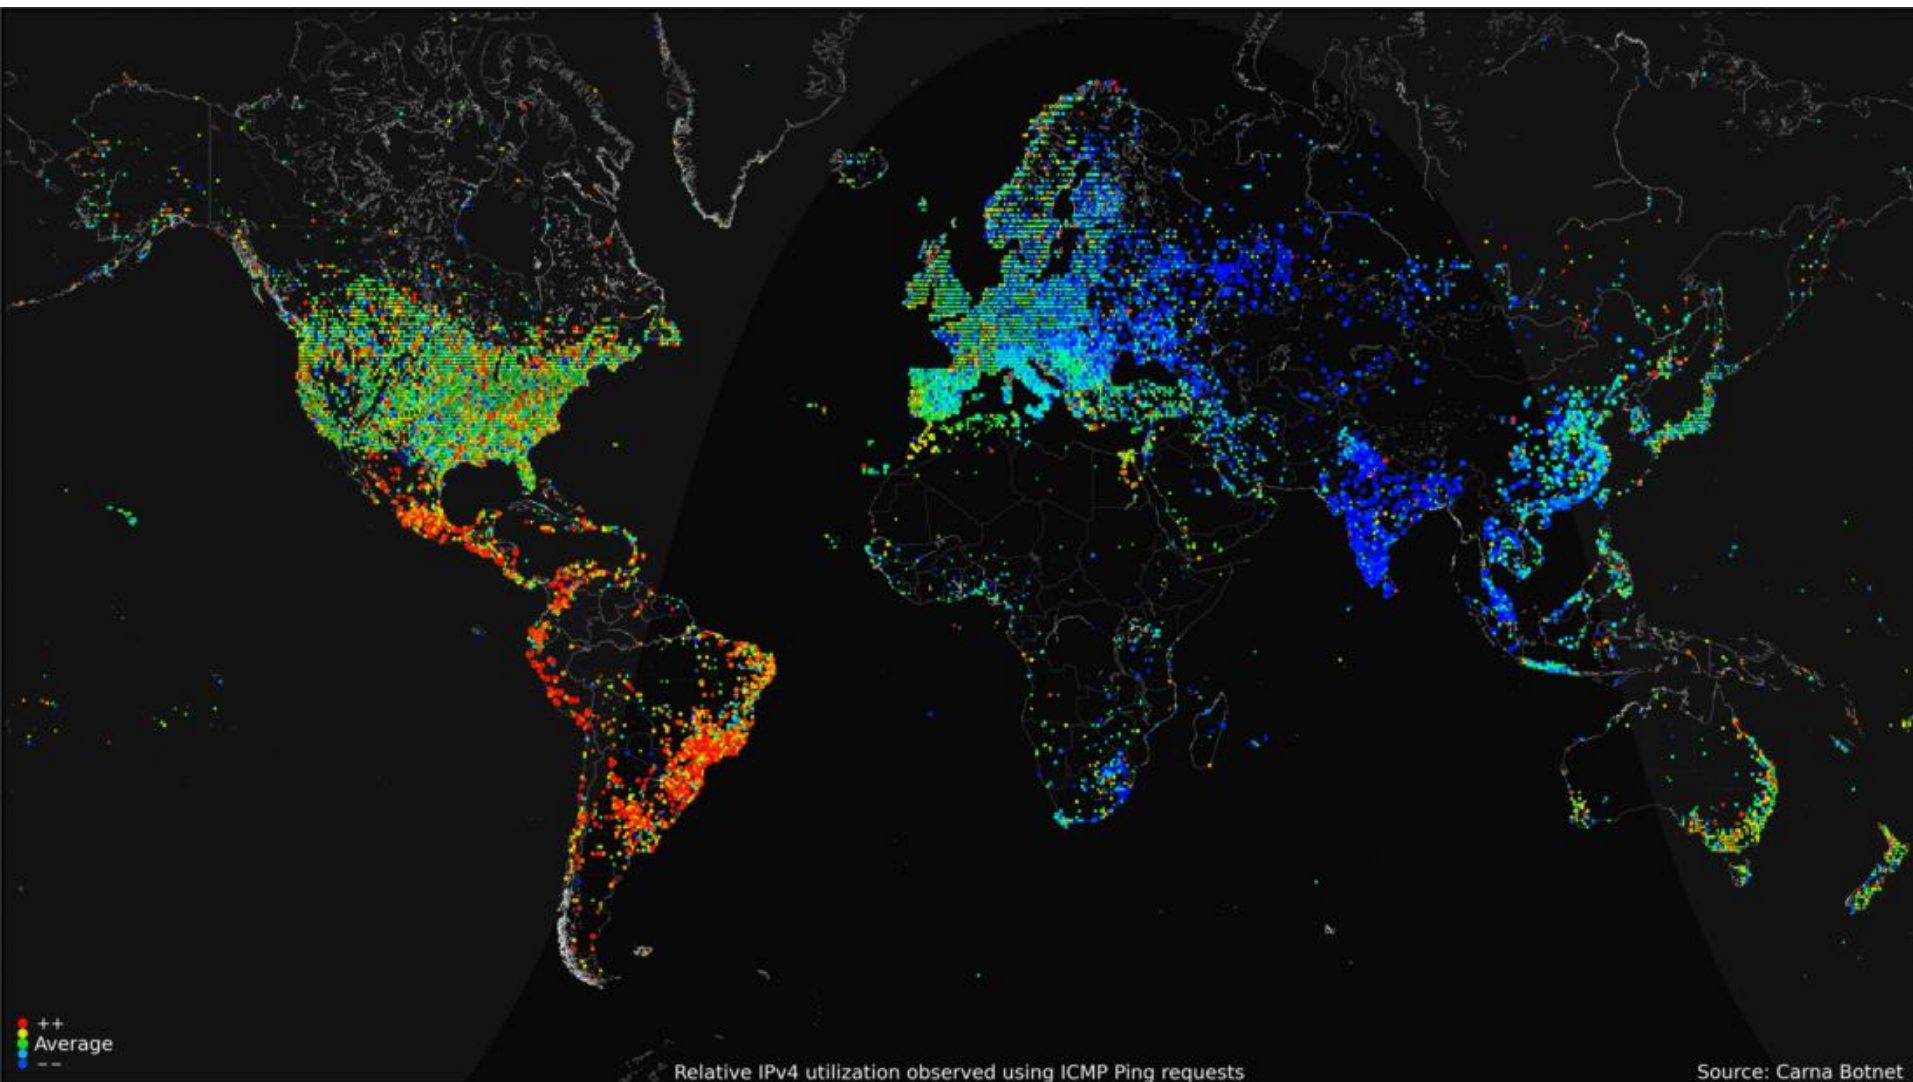 ++
Average
--
Relative IPv4 utilization observed using ICMP Ping requests
Source: Carna Botnet